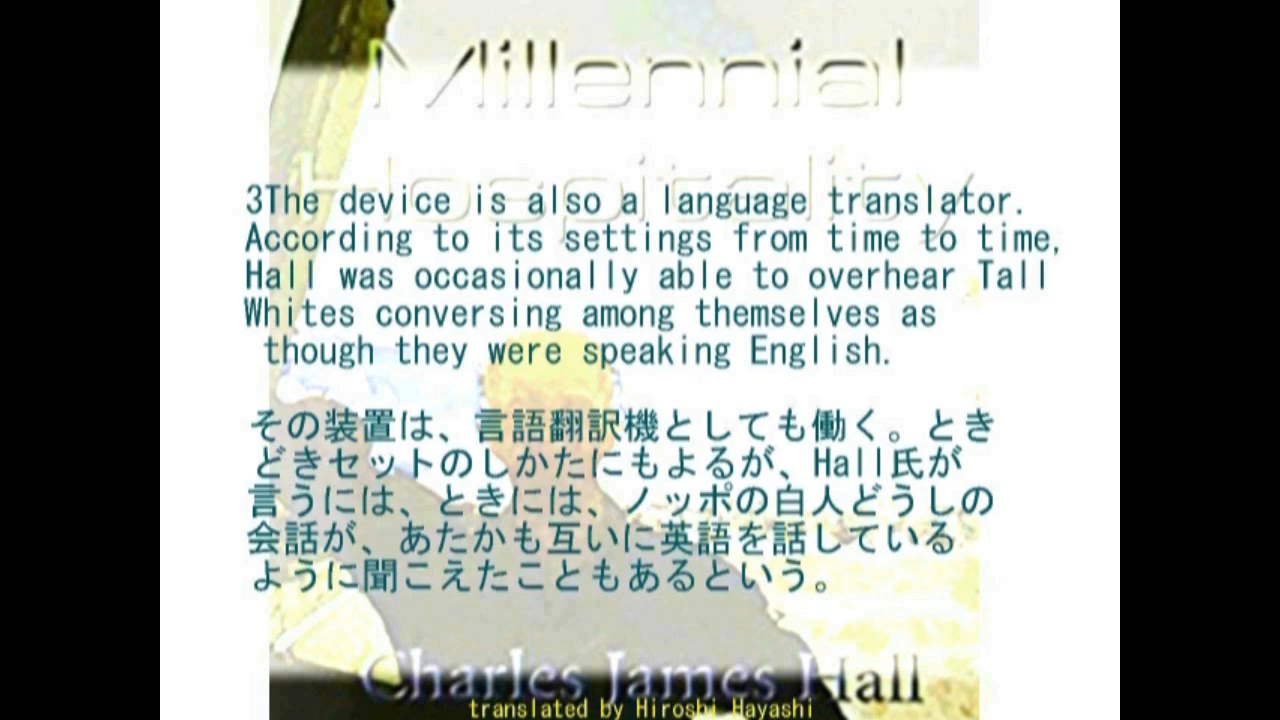 Millennial
Hospitality
3The device is also a language translator.
According to its settings from time to time,
Hall was occasionally able to overhear Tall
Whites conversing among themselves as
though they were speaking English.
その装置は、言語翻訳機としても働く。とき
どきセットのしかたにもよるが、Hall氏が
言うには、ときには、ノッポの白人どうしの
会話が、あたかも互いに英語を話している
ように聞こえたこともあるという。
Charles James Hall
translated by Hiroshi Hayashi